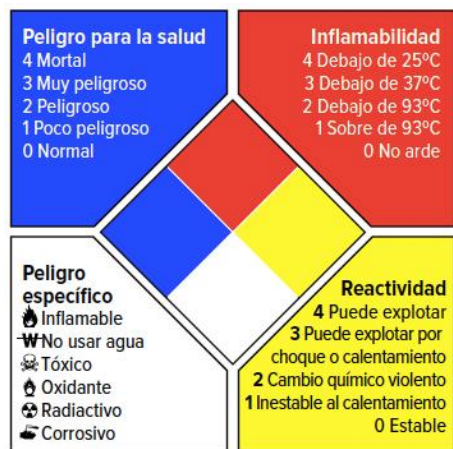 Peligro para la salud
4 Mortal
3 Muy peligroso
2 Peligroso
1 Poco peligroso
0 Normal
Inflamabilidad
4 Debajo de 25ºC
3 Debajo de 37ºC
2 Debajo de 93ºC
1 Sobre de 93ºC
0 No arde
Peligro
específico
Inflamable
W No usar agua
Tóxico
Oxidante
Radiactivo
Corrosivo
Reactividad
4 Puede explotar
3 Puede explotar por
choque o calentamiento
2 Cambio químico violento
1 Inestable al calentamiento
0 Estable